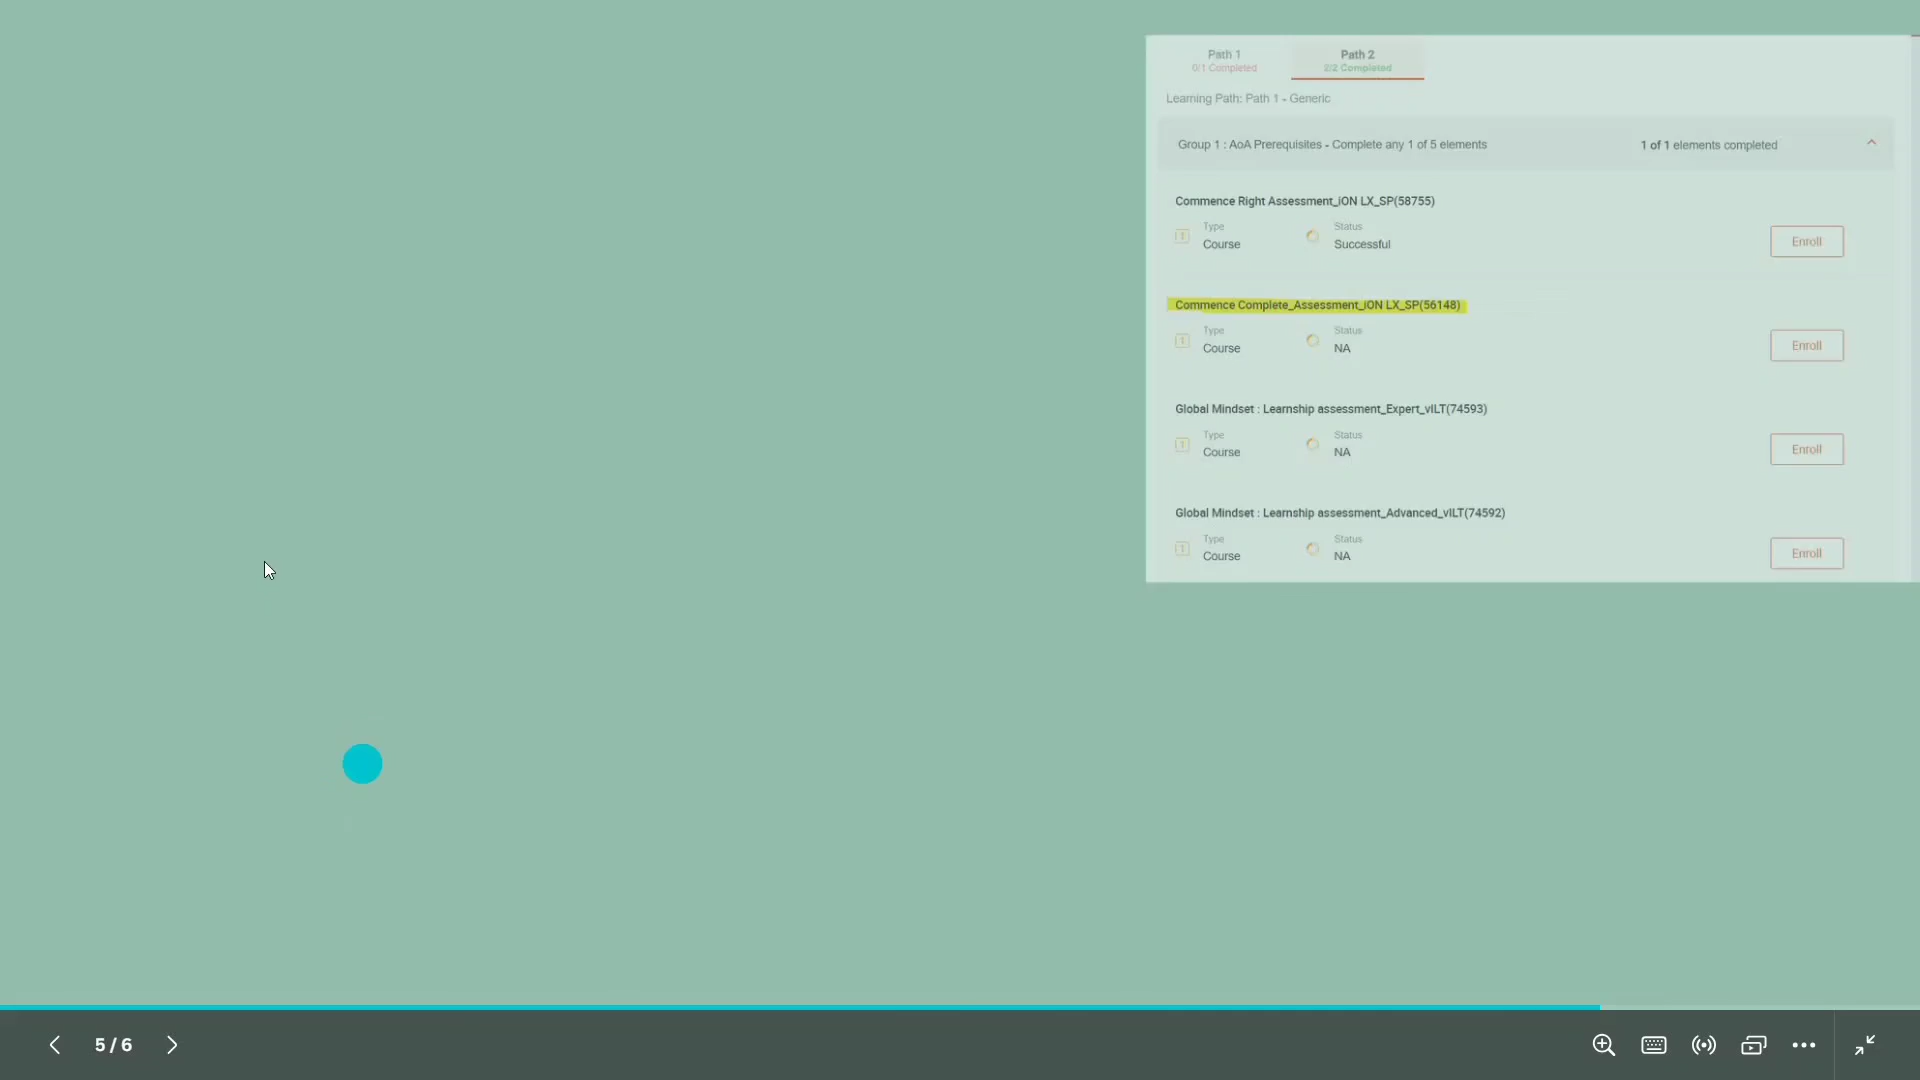 Path 1
0/1 Completed
Path 2
2/2 Completed
Learning Path: Path 1 - Generic
Group 1 : AoA Prerequisites - Complete any 1 of 5 elements
1 of 1 elements completed
Commence Right Assessment_iON LX_SP(58755)
Type
Course
Status
Successful
Enroll
Commence Complete_Assessment_iON LX_SP(56148)
Type
Course
Status
NA
Enroll
Global Mindset : Learnship assessment_Expert_vILT(74593)
Type
Course
Status
NA
Enroll
Global Mindset : Learnship assessment_Advanced_vILT(74592)
Type
Course
Status
NA
Enroll
5 / 6